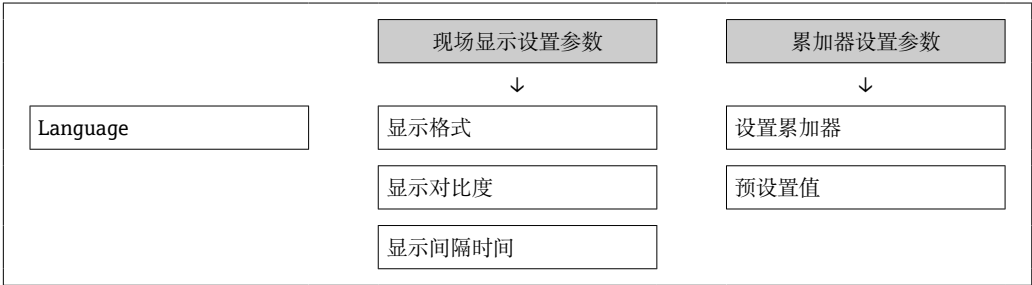 现场显示设置参数 累加器设置参数
↓ ↓
Language 显示格式 设置累加器
显示对比度 预设置值
显示间隔时间